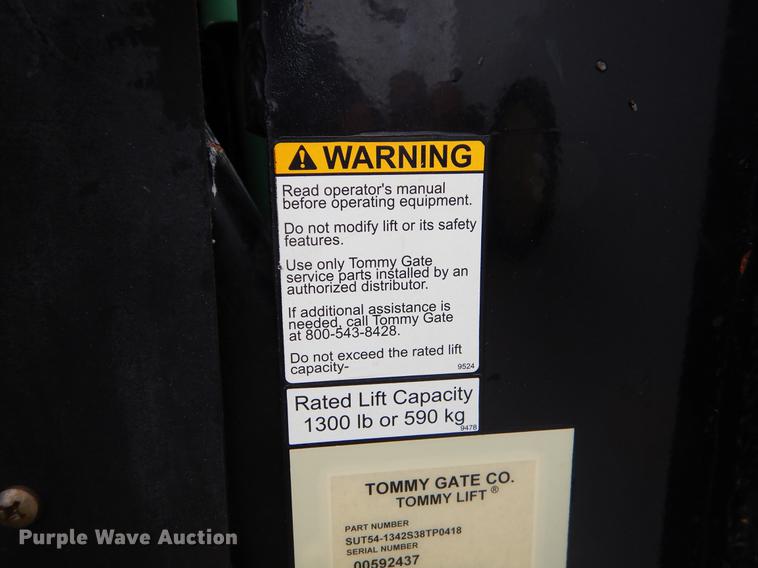 WARNING
Read operator's manual
before operating equipment.
Do not modify lift or its safety
features.
Use only Tommy Gate
service parts installed by an
authorized distributor.
If additional assistance is
needed, call Tommy Gate
at 800-543-8428.
Do not exceed the rated lift
capacity-
9524
Rated Lift Capacity
1300 lb or 590 kg
9478
TOMMY GATE CO.
TOMMY LIFT ®
PART NUMBER
SUT54-1342S38TP0418
SERIAL NUMBER
00592437
Purple Wave Auction